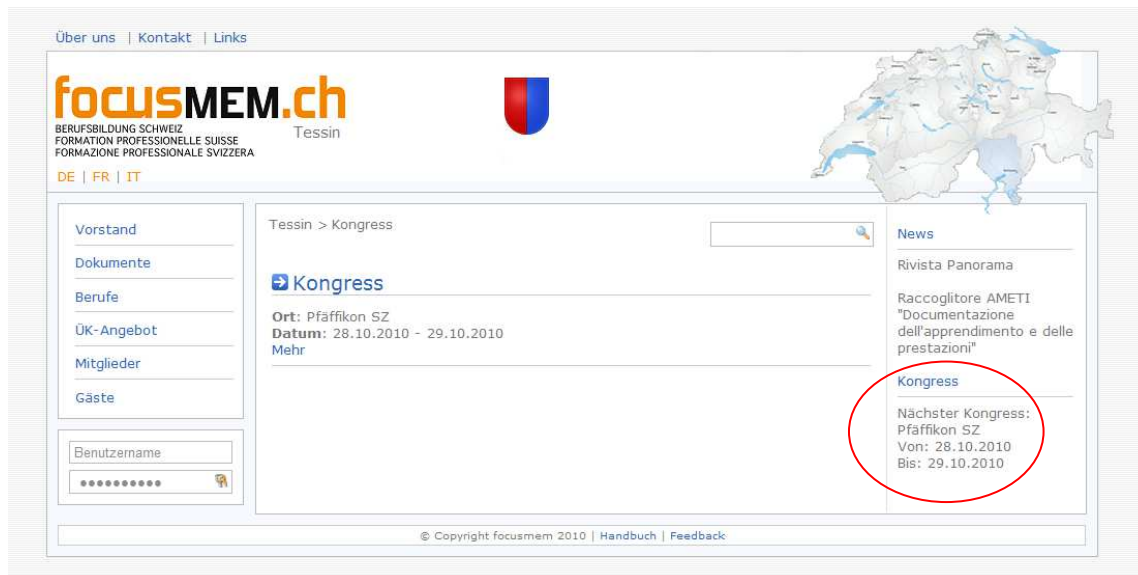 Über uns | Kontakt | Links
focusMEM.ch
BERUFSBILDUNG SCHWEIZ
FORMATION PROFESSIONELLE SUISSE
FORMAZIONE PROFESSIONALE SVIZZERA
Tessin
DE | FR | IT
Vorstand
Dokumente
Berufe
ÜK-Angebot
Mitglieder
Gäste
Benutzername
••••••••••
Tessin > Kongress
Kongress
Ort: Pfäffikon SZ
Datum: 28.10.2010 - 29.10.2010
Mehr
News
Rivista Panorama
Raccoglitore AMETI
"Documentazione
dell'apprendimento e delle
prestazioni"
Kongress
Nächster Kongress:
Pfäffikon SZ
Von: 28.10.2010
Bis: 29.10.2010
© Copyright focusmem 2010 | Handbuch | Feedback